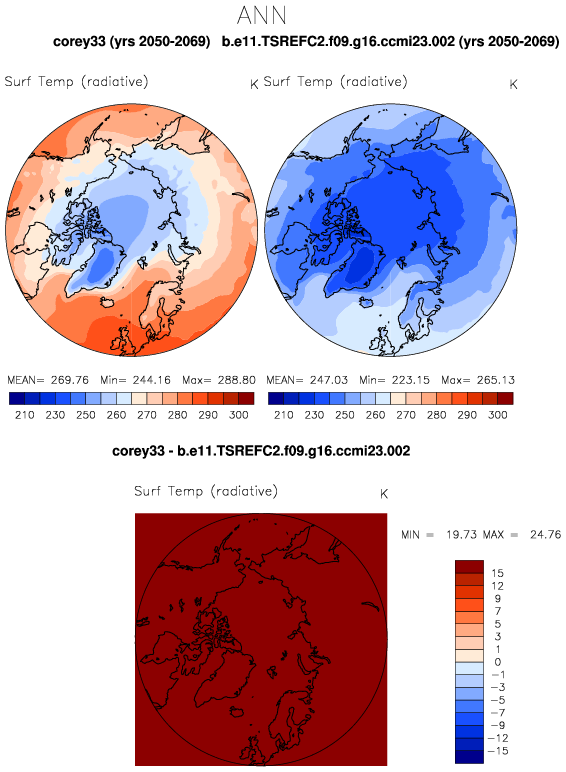 ANN
corey33 (yrs 2050-2069) b.e11.TSREFC2.f09.g16.ccmi23.002 (yrs 2050-2069)
Surf Temp (radiative) K Surf Temp (radiative) K
MEAN= 269.76 Min= 244.16 Max= 288.80 MEAN= 247.03 Min= 223.15 Max= 265.13
210 230 250 260 270 280 290 300 210 230 250 260 270 280 290 300
corey33 - b.e11.TSREFC2.f09.g16.ccmi23.002
Surf Temp (radiative) K
MIN = 19.73 MAX = 24.76
15
12
9
7
5
3
1
0
-1
-3
-5
-7
-9
-12
-15